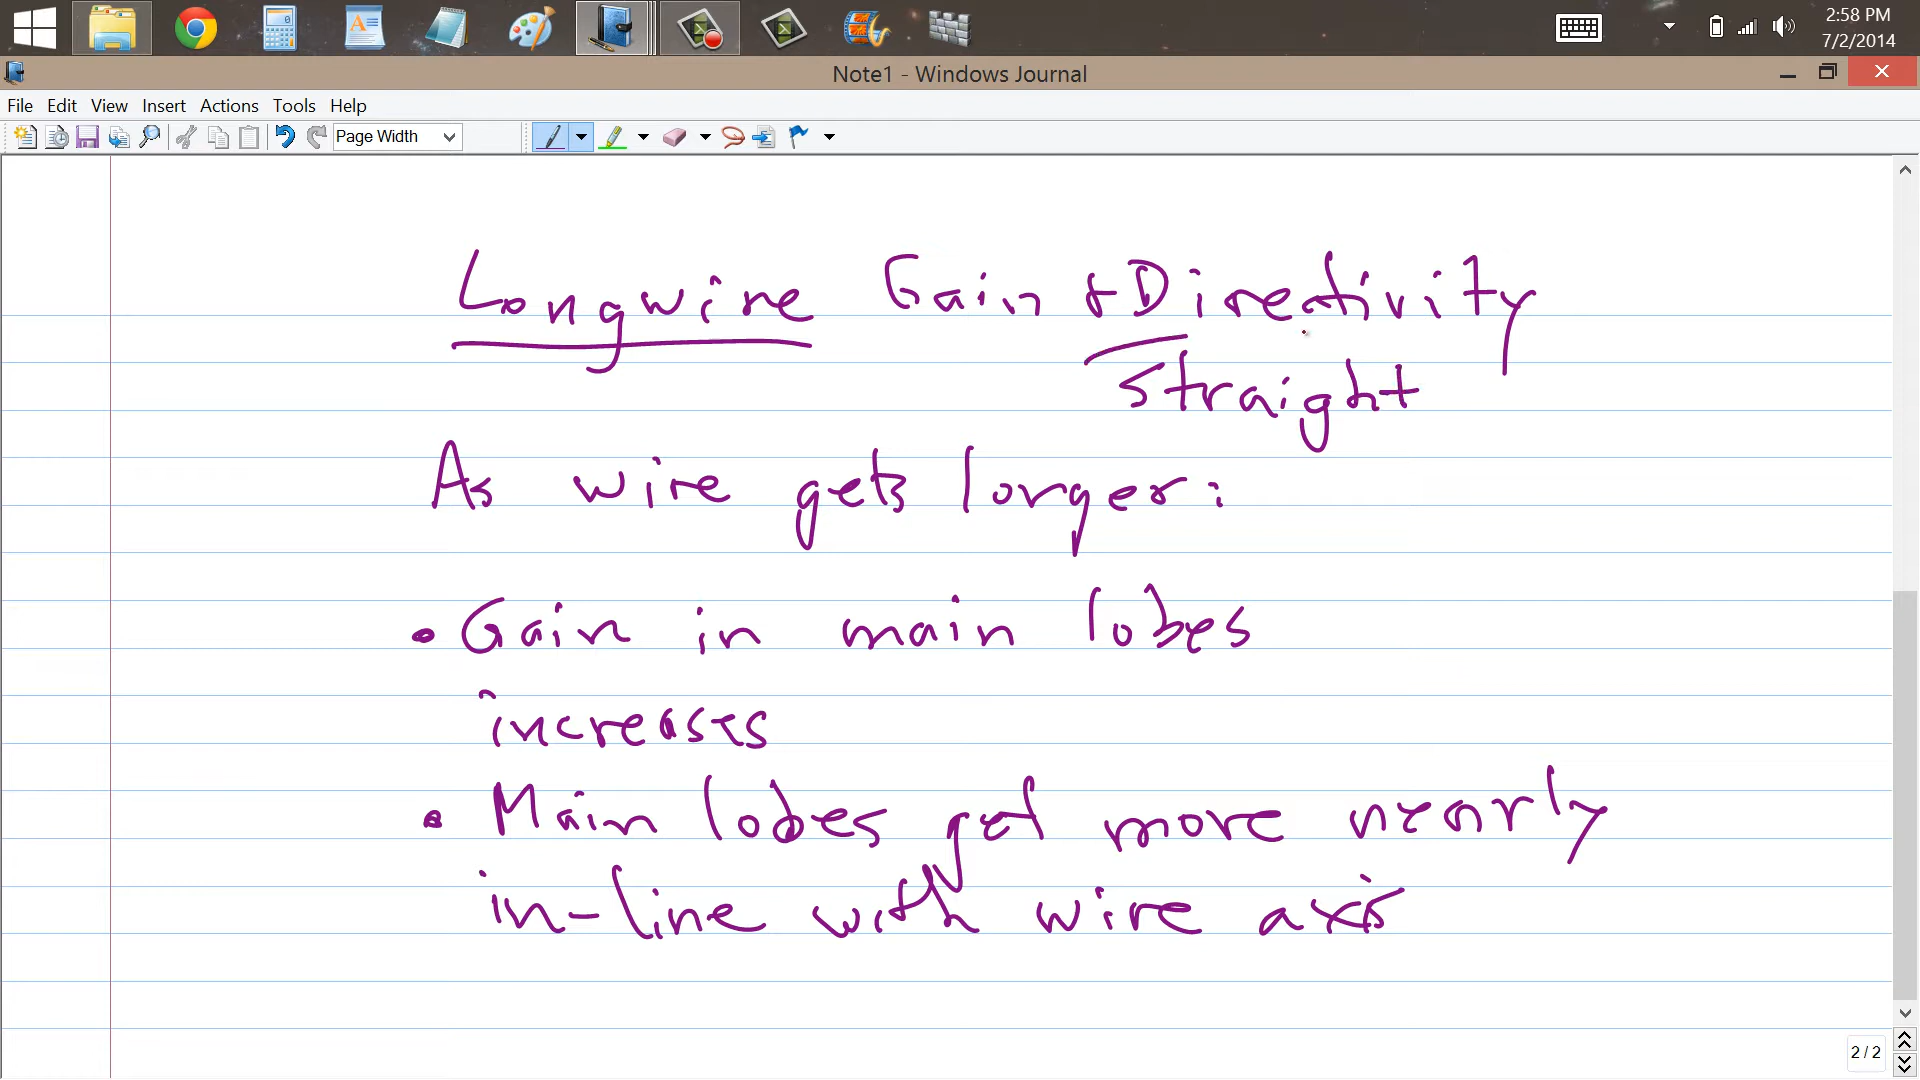 2:58 PM
7/2/2014
Note1 - Windows Journal
File Edit View Insert Actions Tools Help
Page Width
Longwire Gain & Directivity
Straight
As wire gets longer:
• Gain in main lobes
increases
• Main lobes get more nearly
in-line with wire axis
2 / 2